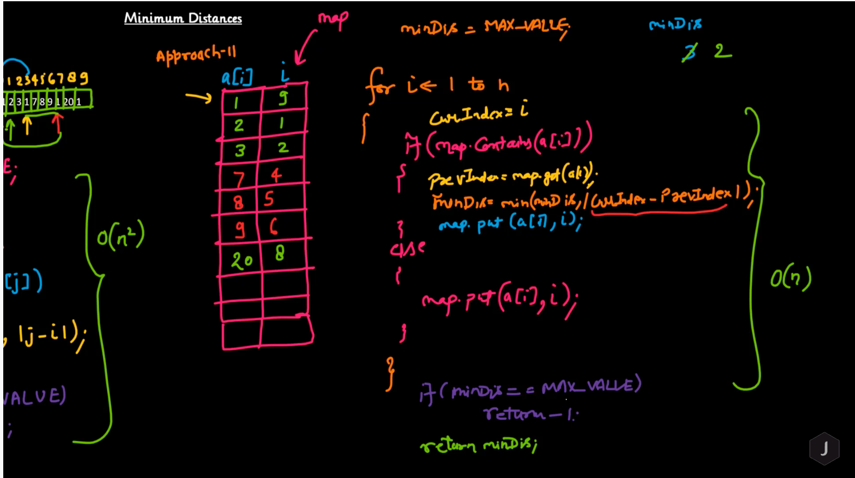 Minimum Distances
map
Approach-II
a[i] i
1 9
2 1
3 2
7 4
8 5
9 6
20 8
1 2 3 4 5 6 7 8 9
1 2 3 1 7 8 9 1 20 1
E;
O(n²)
[j])
, |j-i|);
VALUE)
;
minDis = MAX_VALLE;
minDis
3 2
for i ← 1 to n
{
CurrIndex = i
If (map.Contains(a[i]))
{
PrevIndex = map.get(a[i]);
minDis = min(minDis, |CurrIndex - PrevIndex|);
map.put (a[i], i);
}
else
{
map.put(a[i], i);
}
}
O(n)
If (minDis == MAX_VALLE)
return -1;
return minDis;
J